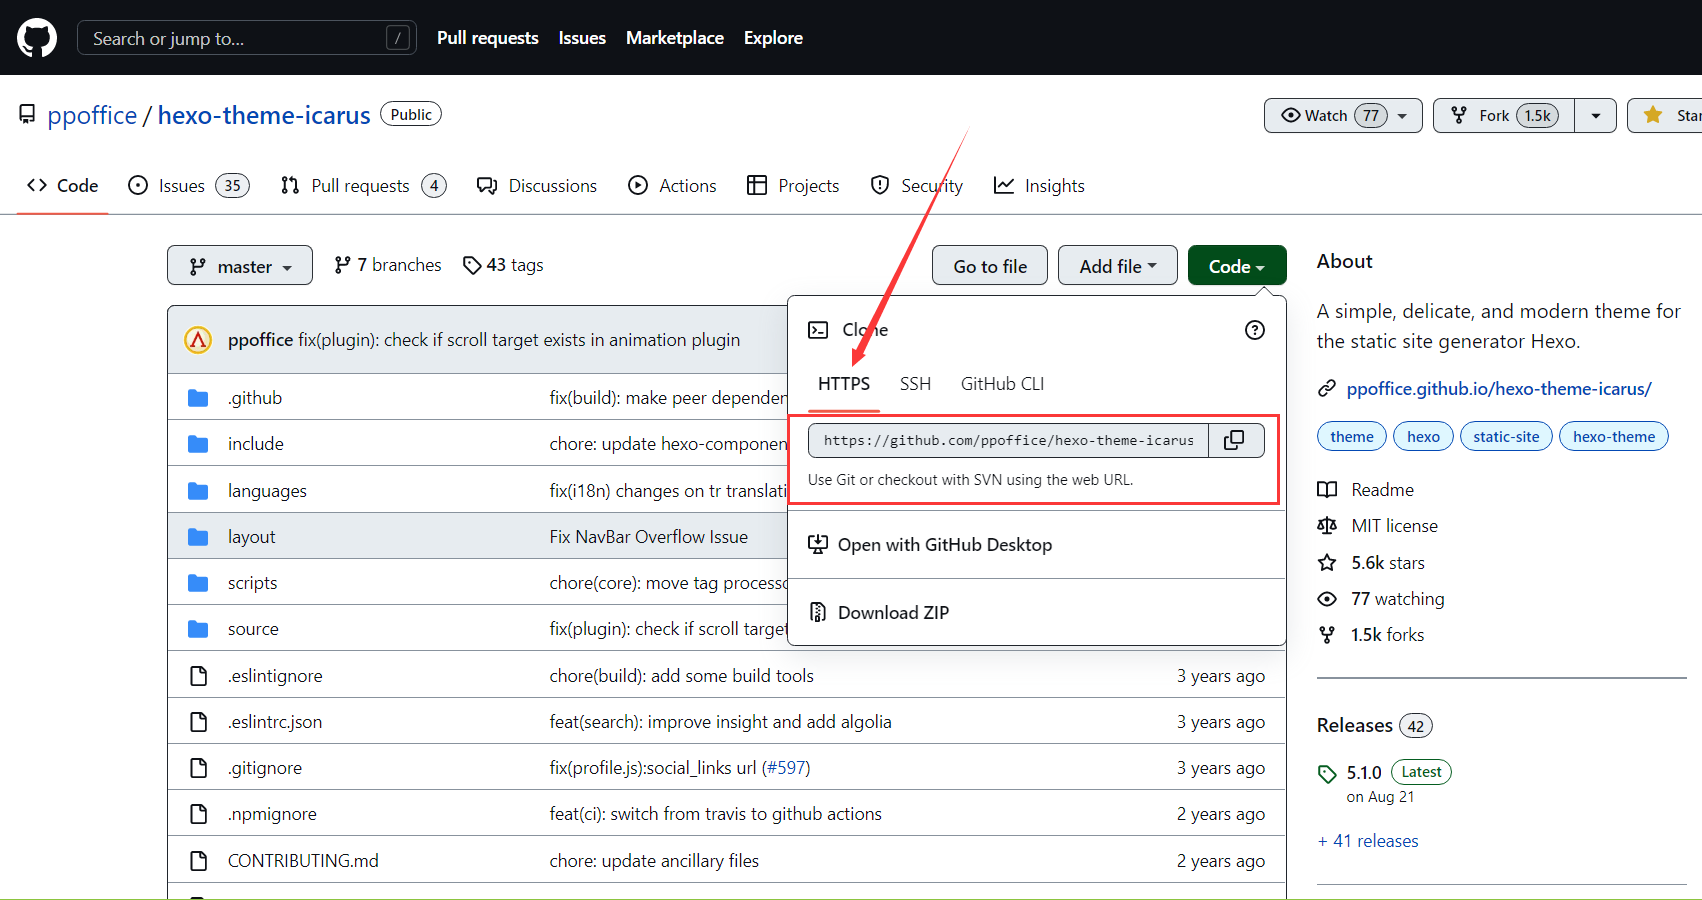 Search or jump to... /
Pull requests Issues Marketplace Explore
ppoffice / hexo-theme-icarus Public
Watch 77 Fork 1.5k
Code Issues 35 Pull requests 4 Discussions Actions Projects Security Insights
master 7 branches 43 tags Go to file Add file Code
ppoffice fix(plugin): check if scroll target exists in animation plugin
.github fix(build): make peer
include chore: update
languages fix(i18n) changes on tr
layout Fix NavBar Overflow Issue
scripts chore(core): move tag
source fix(plugin): check if scroll target
.eslintignore chore(build): add some build tools 3 years ago
.eslintrc.json feat(search): improve insight and add algolia 3 years ago
.gitignore fix(profile.js):social_links url (#597) 3 years ago
.npmignore feat(ci): switch from travis to github actions 2 years ago
CONTRIBUTING.md chore: update ancillary files 2 years ago
Clone
HTTPS SSH GitHub CLI
https://github.com/ppoffice/hexo-theme-icarus
Use Git or checkout with SVN using the web URL.
Open with GitHub Desktop
Download ZIP
About
A simple, delicate, and modern theme for
the static site generator Hexo.
ppoffice.github.io/hexo-theme-icarus/
theme hexo static-site hexo-theme
Readme
MIT license
5.6k stars
77 watching
1.5k forks
Releases 42
5.1.0 Latest
on Aug 21
+ 41 releases